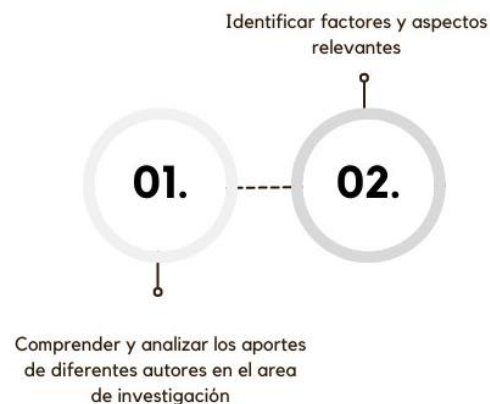 Identificar factores y aspectos
relevantes
01.
02.
Comprender y analizar los aportes
de diferentes autores en el area
de investigación